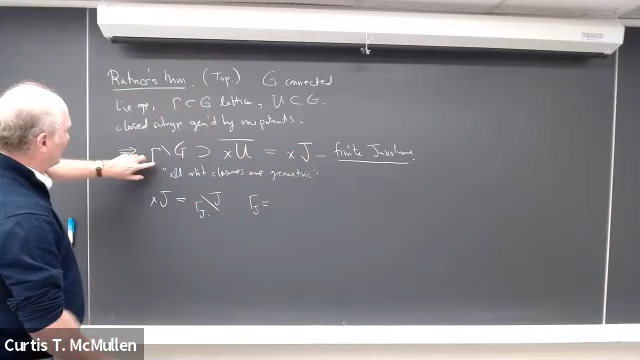 Ratner's Thm. (Top.) G connected
Lie gp, Γ ⊂ G lattice, U ⊂ G.
closed subgp gen'd by unipotents.
⇒ Γ\G ⊃ \overline{xU} = xJ – finite J-volume.
"all orbit closures are geometric".
xJ = Γ_J\J Γ_J =
Curtis T. McMullen